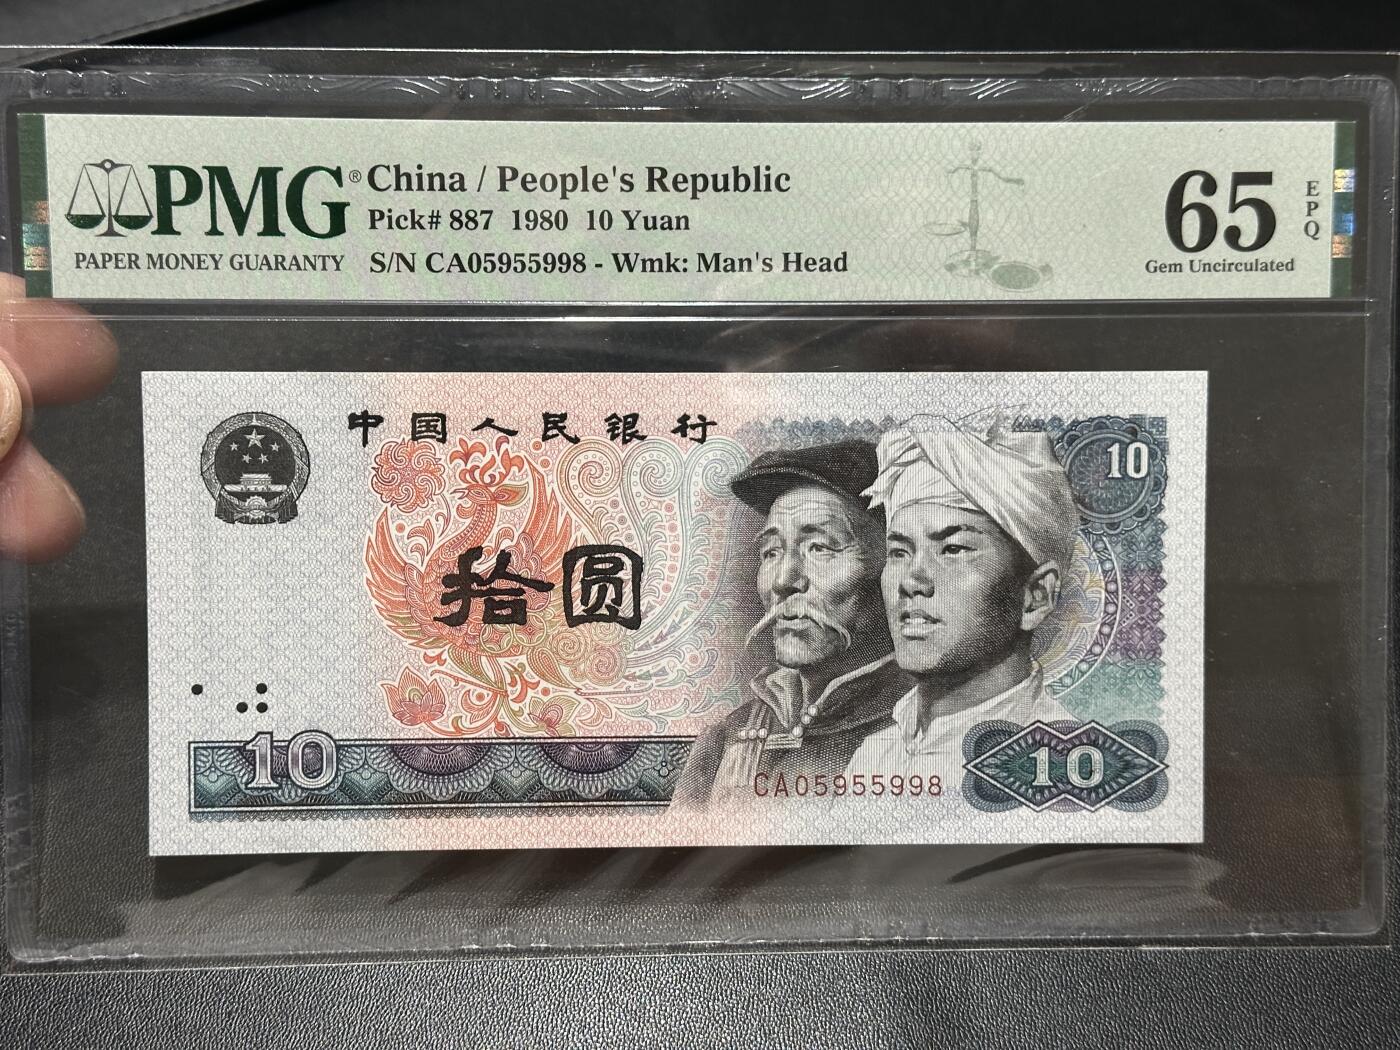 PMG® China / People's Republic
Pick# 887 1980 10 Yuan
PAPER MONEY GUARANTY S/N CA05955998 - Wmk: Man's Head
65 EPQ
Gem Uncirculated
中国人民银行
10
拾圆
10
CA05955998
10